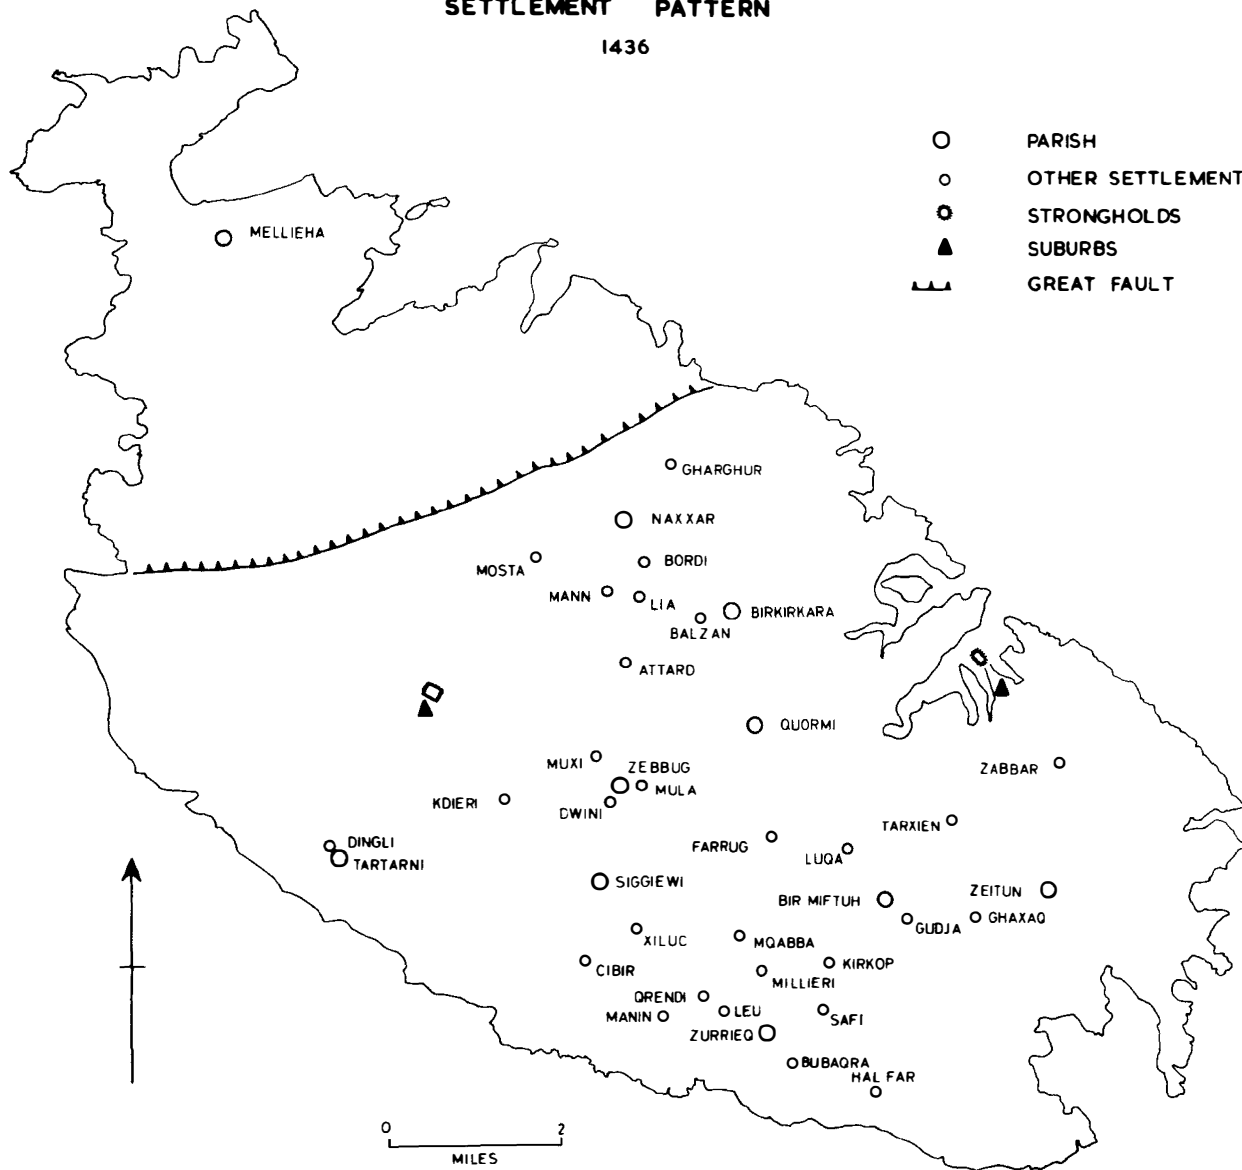 SETTLEMENT PATTERN
1436
PARISH
OTHER SETTLEMENT
STRONGHOLDS
SUBURBS
GREAT FAULT
MELLIEHA
GHARGHUR
NAXXAR
MOSTA
BORDI
MANN
LIA
BIRKIRKARA
BALZAN
ATTARD
QUORMI
MUXI
ZEBBUG
ZABBAR
MULA
KDIERI
DWINI
TARXIEN
DINGLI
FARRUG
LUQA
TARTARNI
SIGGIEWI
BIR MIFTUH
ZEITUN
GUDJA
GHAXAQ
XILUC
MQABBA
CIBIR
KIRKOP
MILLIERI
QRENDI
MANIN
LEU
SAFI
ZURRIEQ
BUBAQRA
HAL FAR
0 2
MILES